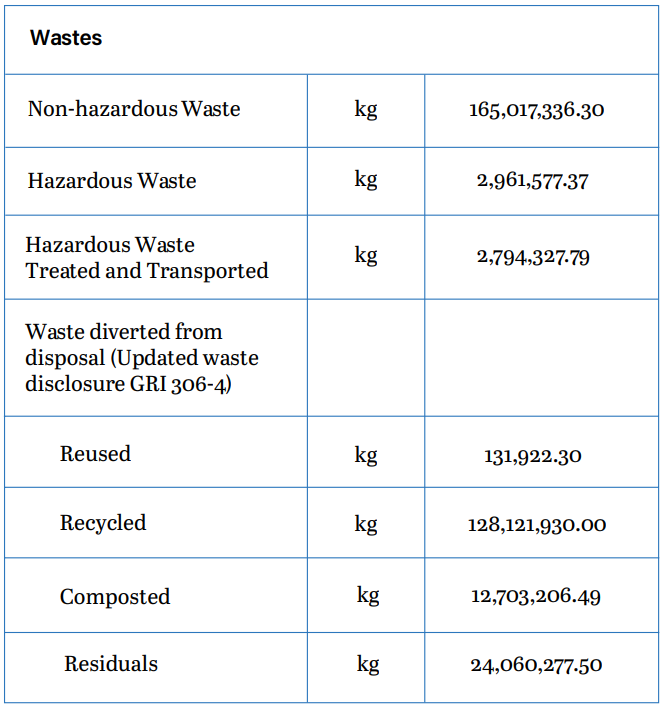 Wastes
Non-hazardous Waste kg 165,017,336.30
Hazardous Waste kg 2,961,577.37
Hazardous Waste
Treated and Transported kg 2,794,327.79
Waste diverted from
disposal (Updated waste
disclosure GRI 306-4)
Reused kg 131,922.30
Recycled kg 128,121,930.00
Composted kg 12,703,206.49
Residuals kg 24,060,277.50